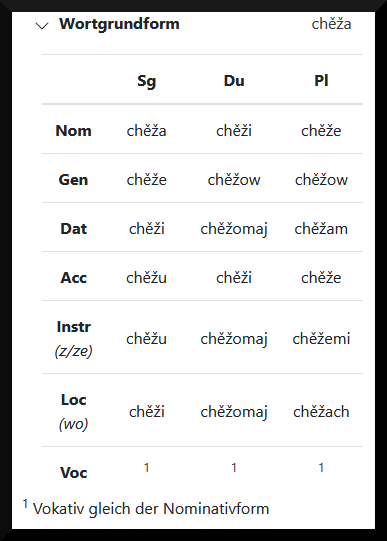 Wortgrundform chěža
Sg Du Pl
Nom chěža chěži chěže
Gen chěže chěžow chěžow
Dat chěži chěžomaj chěžam
Acc chěžu chěži chěže
Instr
(z/ze) chěžu chěžomaj chěžemi
Loc
(wo) chěži chěžomaj chěžach
Voc 1 1 1
1 Vokativ gleich der Nominativform